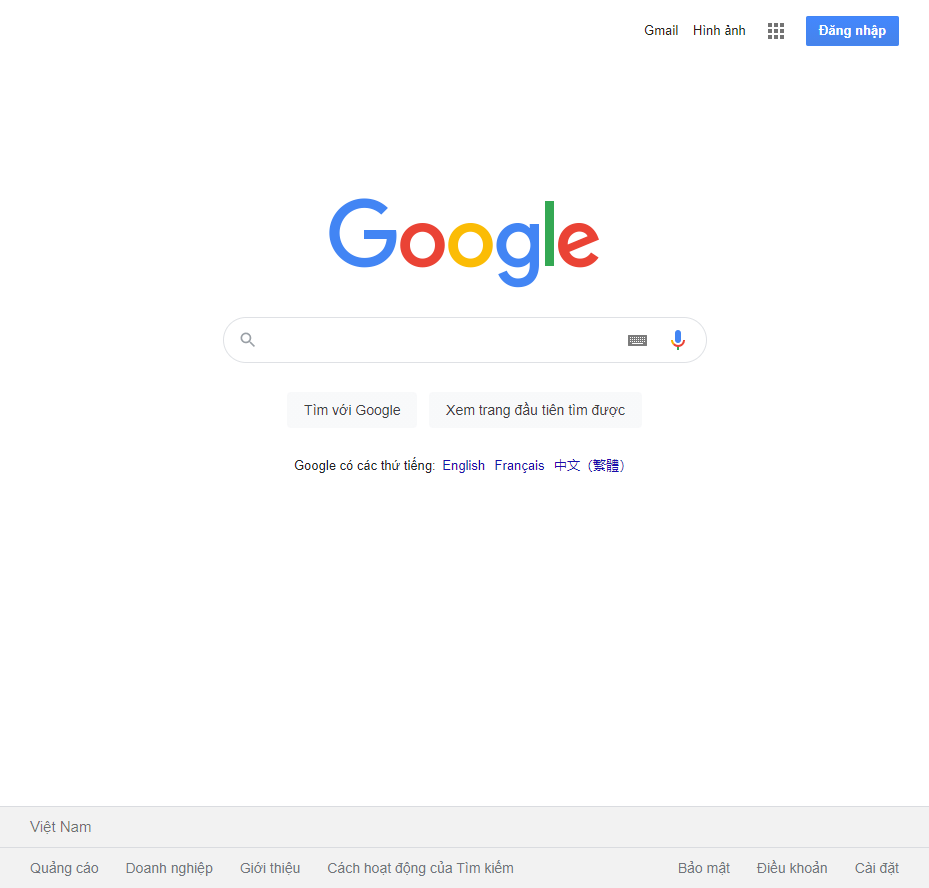 Gmail Hình ảnh Đăng nhập
Google
Tìm với Google Xem trang đầu tiên tìm được
Google có các thứ tiếng: English Français 中文（繁體）
Việt Nam
Quảng cáo Doanh nghiệp Giới thiệu Cách hoạt động của Tìm kiếm Bảo mật Điều khoản Cài đặt